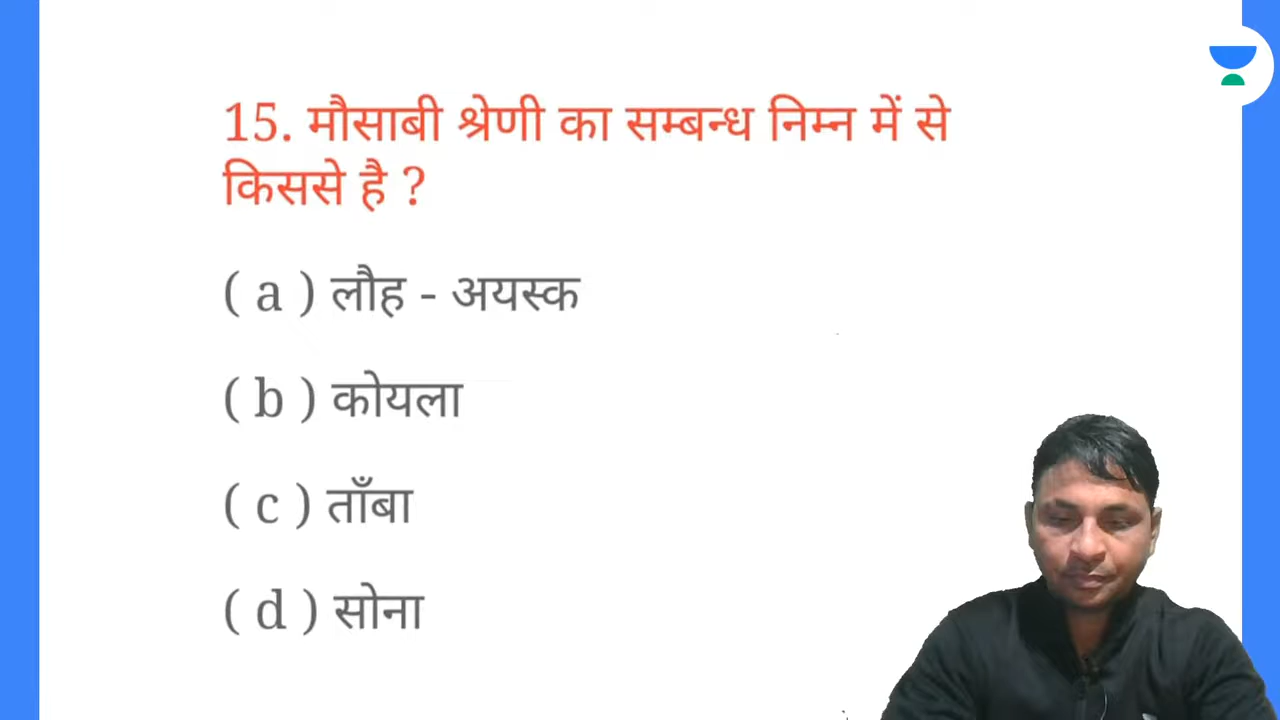 15. मौसाबी श्रेणी का सम्बन्ध निम्न में से
किससे है ?
( a ) लौह - अयस्क
( b ) कोयला
( c ) ताँबा
( d ) सोना